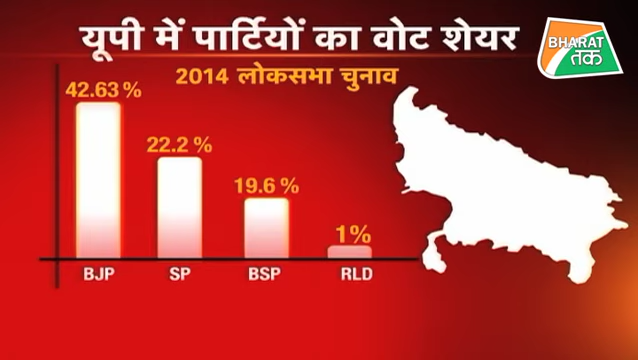 यूपी में पार्टियों का वोट शेयर
BHARAT
तक
2014 लोकसभा चुनाव
42.63 %
22.2 %
19.6 %
1%
BJP SP BSP RLD